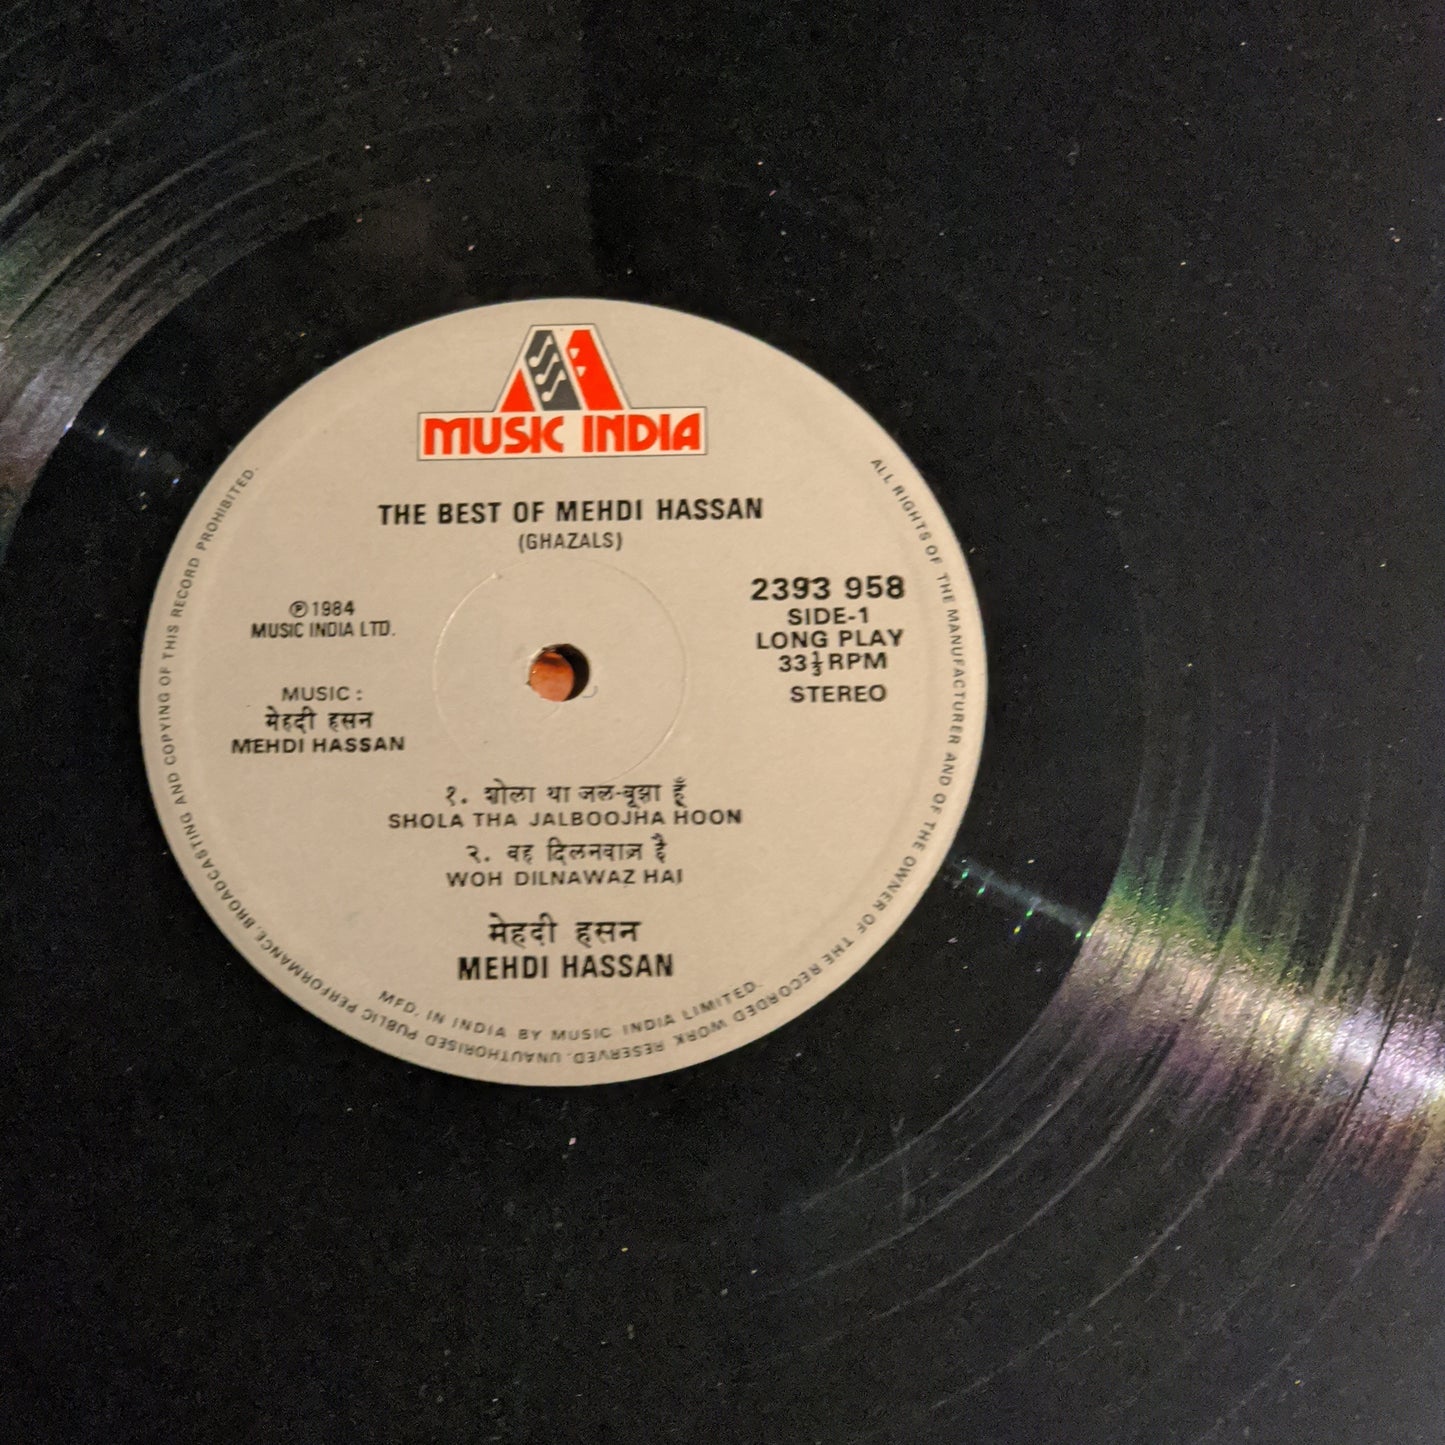 MUSIC INDIA
THE BEST OF MEHDI HASSAN
(GHAZALS)
℗ 1984
MUSIC INDIA LTD.
MUSIC :
मेहदी हसन
MEHDI HASSAN
2393 958
SIDE-1
LONG PLAY
33⅓ RPM
STEREO
१. शोला था जल-बूझा हूँ
SHOLA THA JALBOOJHA HOON
२. वह दिलनवाज़ है
WOH DILNAWAZ HAI
मेहदी हसन
MEHDI HASSAN
MFD. IN INDIA BY MUSIC INDIA LIMITED.
ALL RIGHTS OF THE MANUFACTURER AND OF THE OWNER OF THE RECORDED WORK RESERVED. UNAUTHORISED PUBLIC PERFORMANCE, BROADCASTING AND COPYING OF THIS RECORD PROHIBITED.